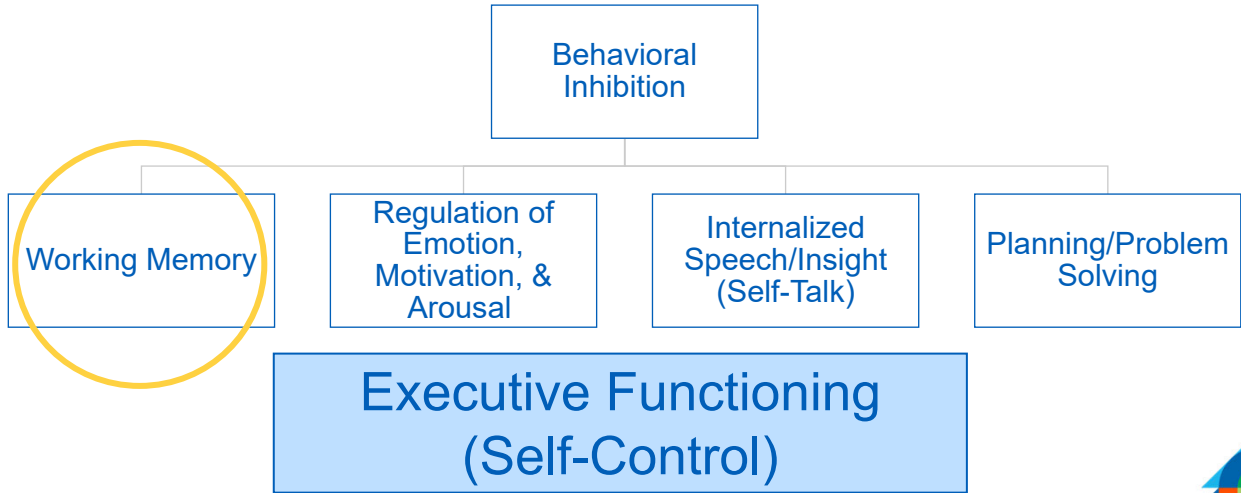 Behavioral
Inhibition
Working Memory
Regulation of
Emotion,
Motivation, &
Arousal
Internalized
Speech/Insight
(Self-Talk)
Planning/Problem
Solving
Executive Functioning
(Self-Control)